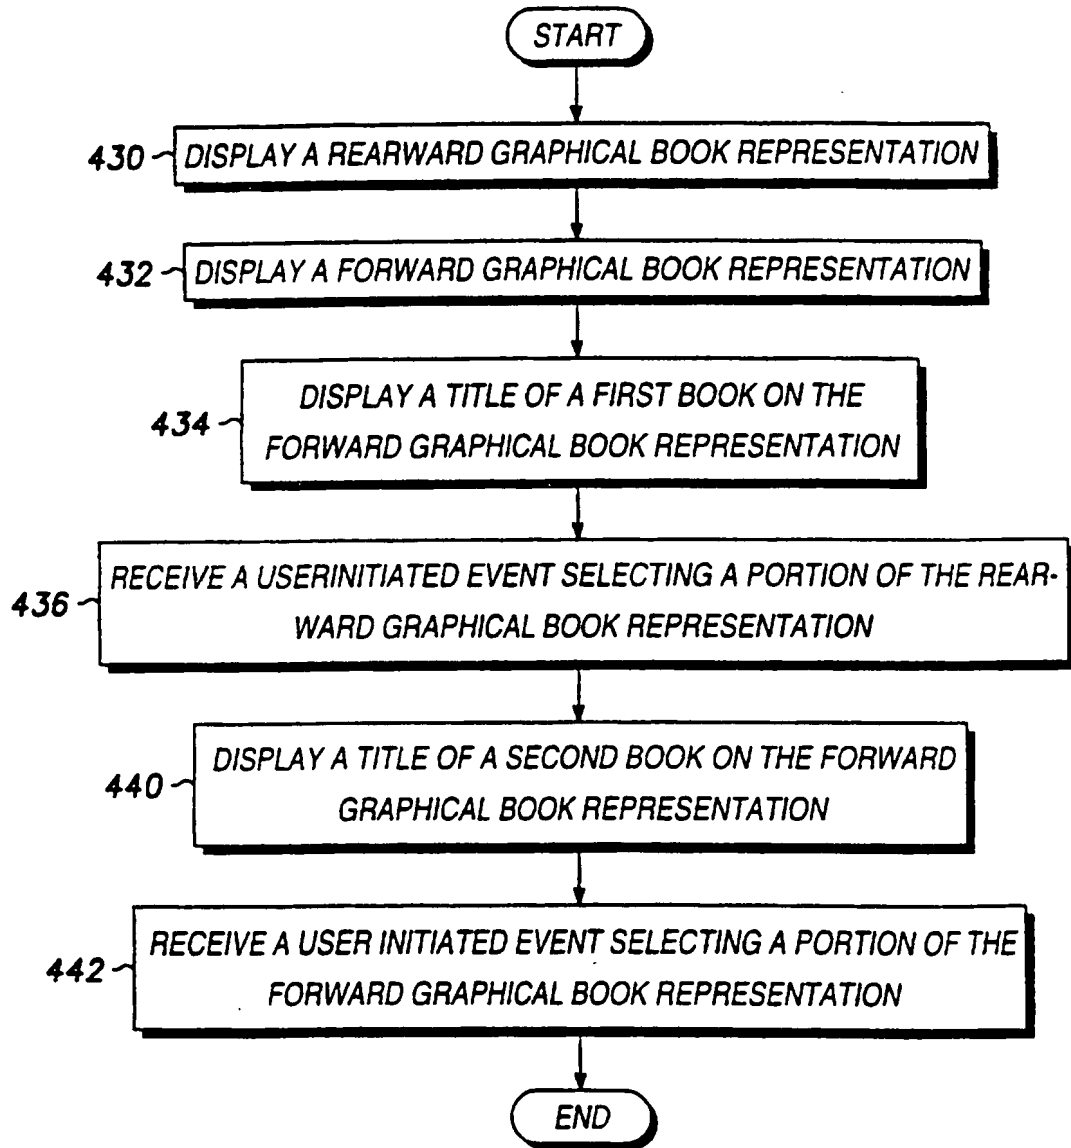 START
430 DISPLAY A REARWARD GRAPHICAL BOOK REPRESENTATION
432 DISPLAY A FORWARD GRAPHICAL BOOK REPRESENTATION
434 DISPLAY A TITLE OF A FIRST BOOK ON THE
FORWARD GRAPHICAL BOOK REPRESENTATION
436 RECEIVE A USERINITIATED EVENT SELECTING A PORTION OF THE REAR-
WARD GRAPHICAL BOOK REPRESENTATION
440 DISPLAY A TITLE OF A SECOND BOOK ON THE FORWARD
GRAPHICAL BOOK REPRESENTATION
442 RECEIVE A USER INITIATED EVENT SELECTING A PORTION OF THE
FORWARD GRAPHICAL BOOK REPRESENTATION
END